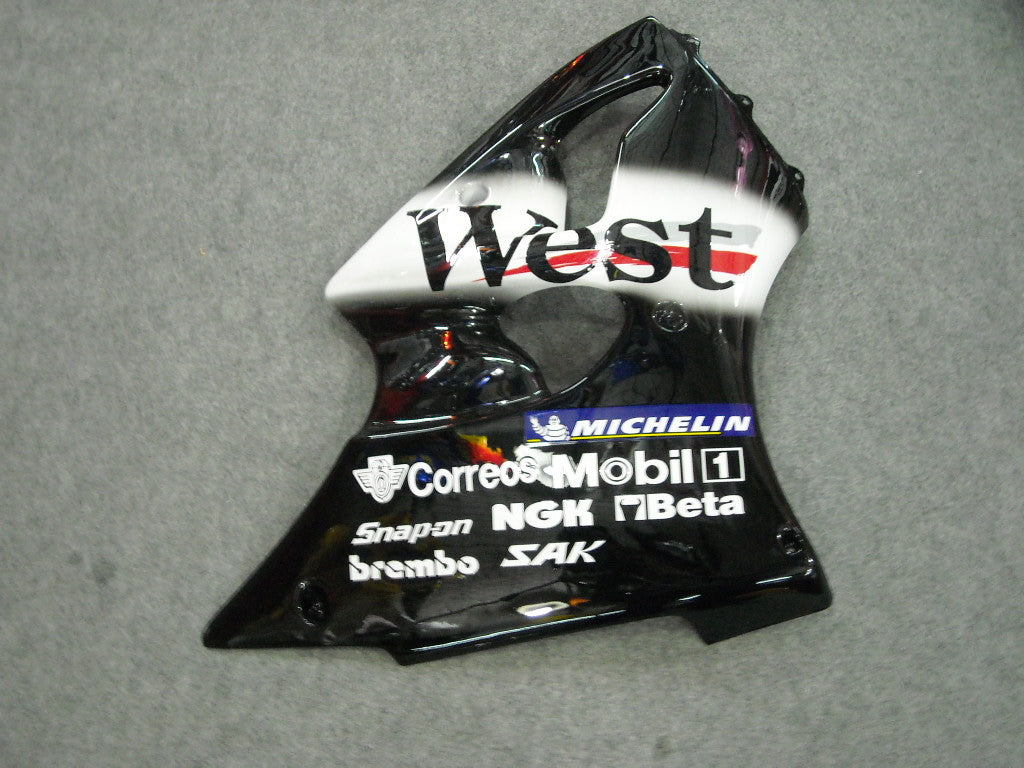 West
MICHELIN
Correos Mobil 1
Snap-on NGK Beta
brembo SAK